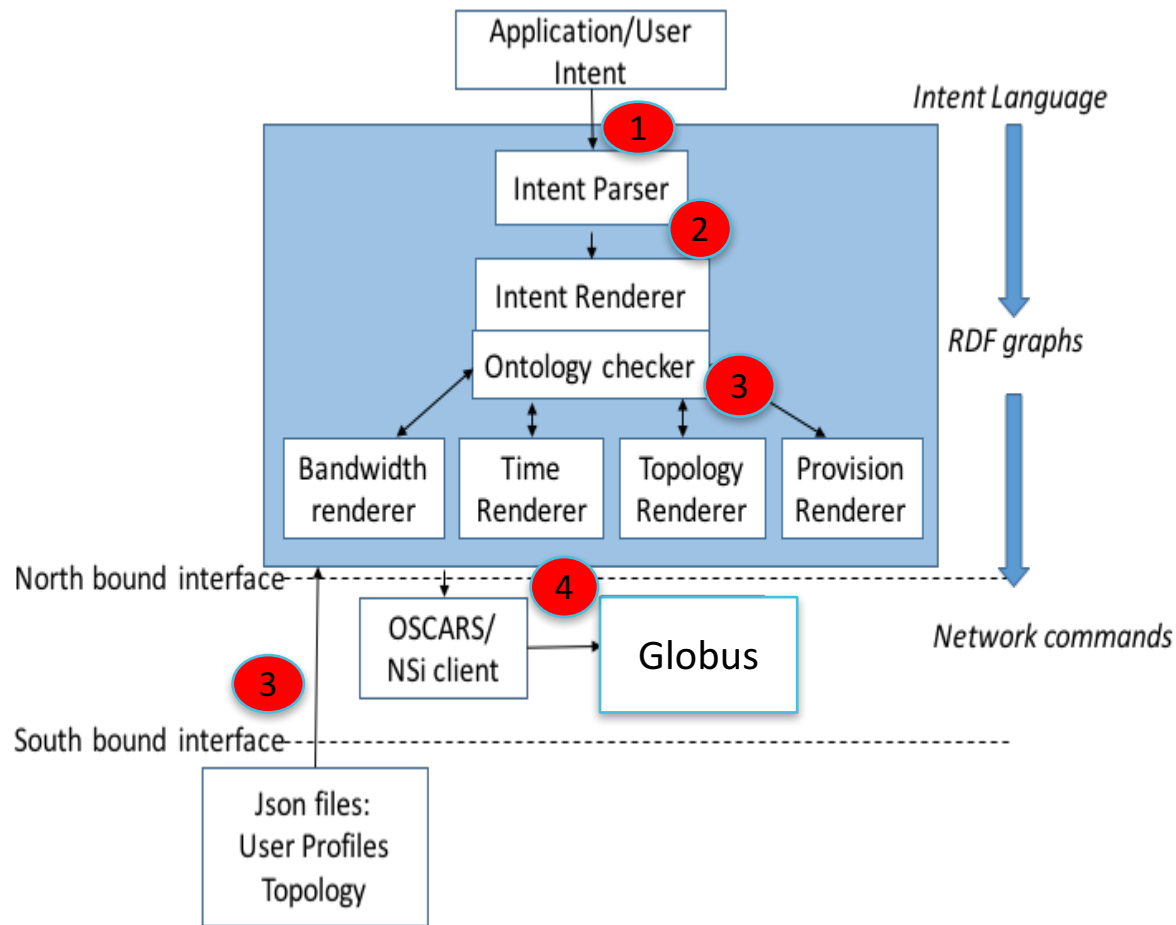 Application/User
Intent
Intent Language
1
Intent Parser
2
Intent Renderer
RDF graphs
Ontology checker
3
Bandwidth
renderer
Time
Renderer
Topology
Renderer
Provision
Renderer
North bound interface
4
OSCARS/
NSi client
Globus
Network commands
3
South bound interface
Json files:
User Profiles
Topology